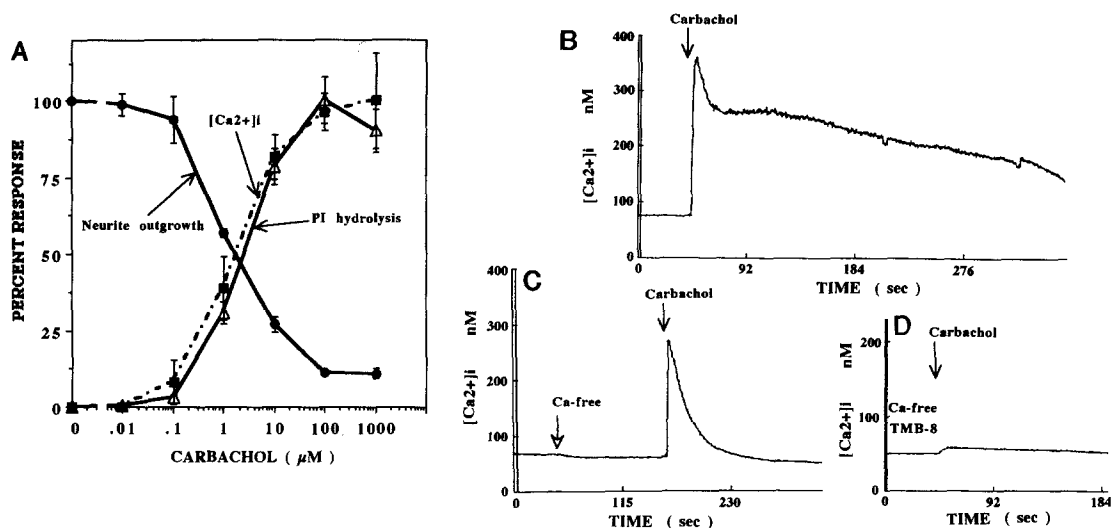 A
PERCENT RESPONSE
100
75
50
25
0
[Ca2+]i
Neurite outgrowth
PI hydrolysis
0 .01 .1 1 10 100 1000
CARBACHOL ( μM )
B
Carbachol
[Ca2+]i nM
400
300
200
100
0
0 92 184 276
TIME ( sec )
C
Carbachol
[Ca2+]i nM
400
300
200
100
0
Ca-free
0 115 230
TIME ( sec )
D
Carbachol
[Ca2+]i nM
200
100
0
Ca-free
TMB-8
0 92 184
TIME ( sec )